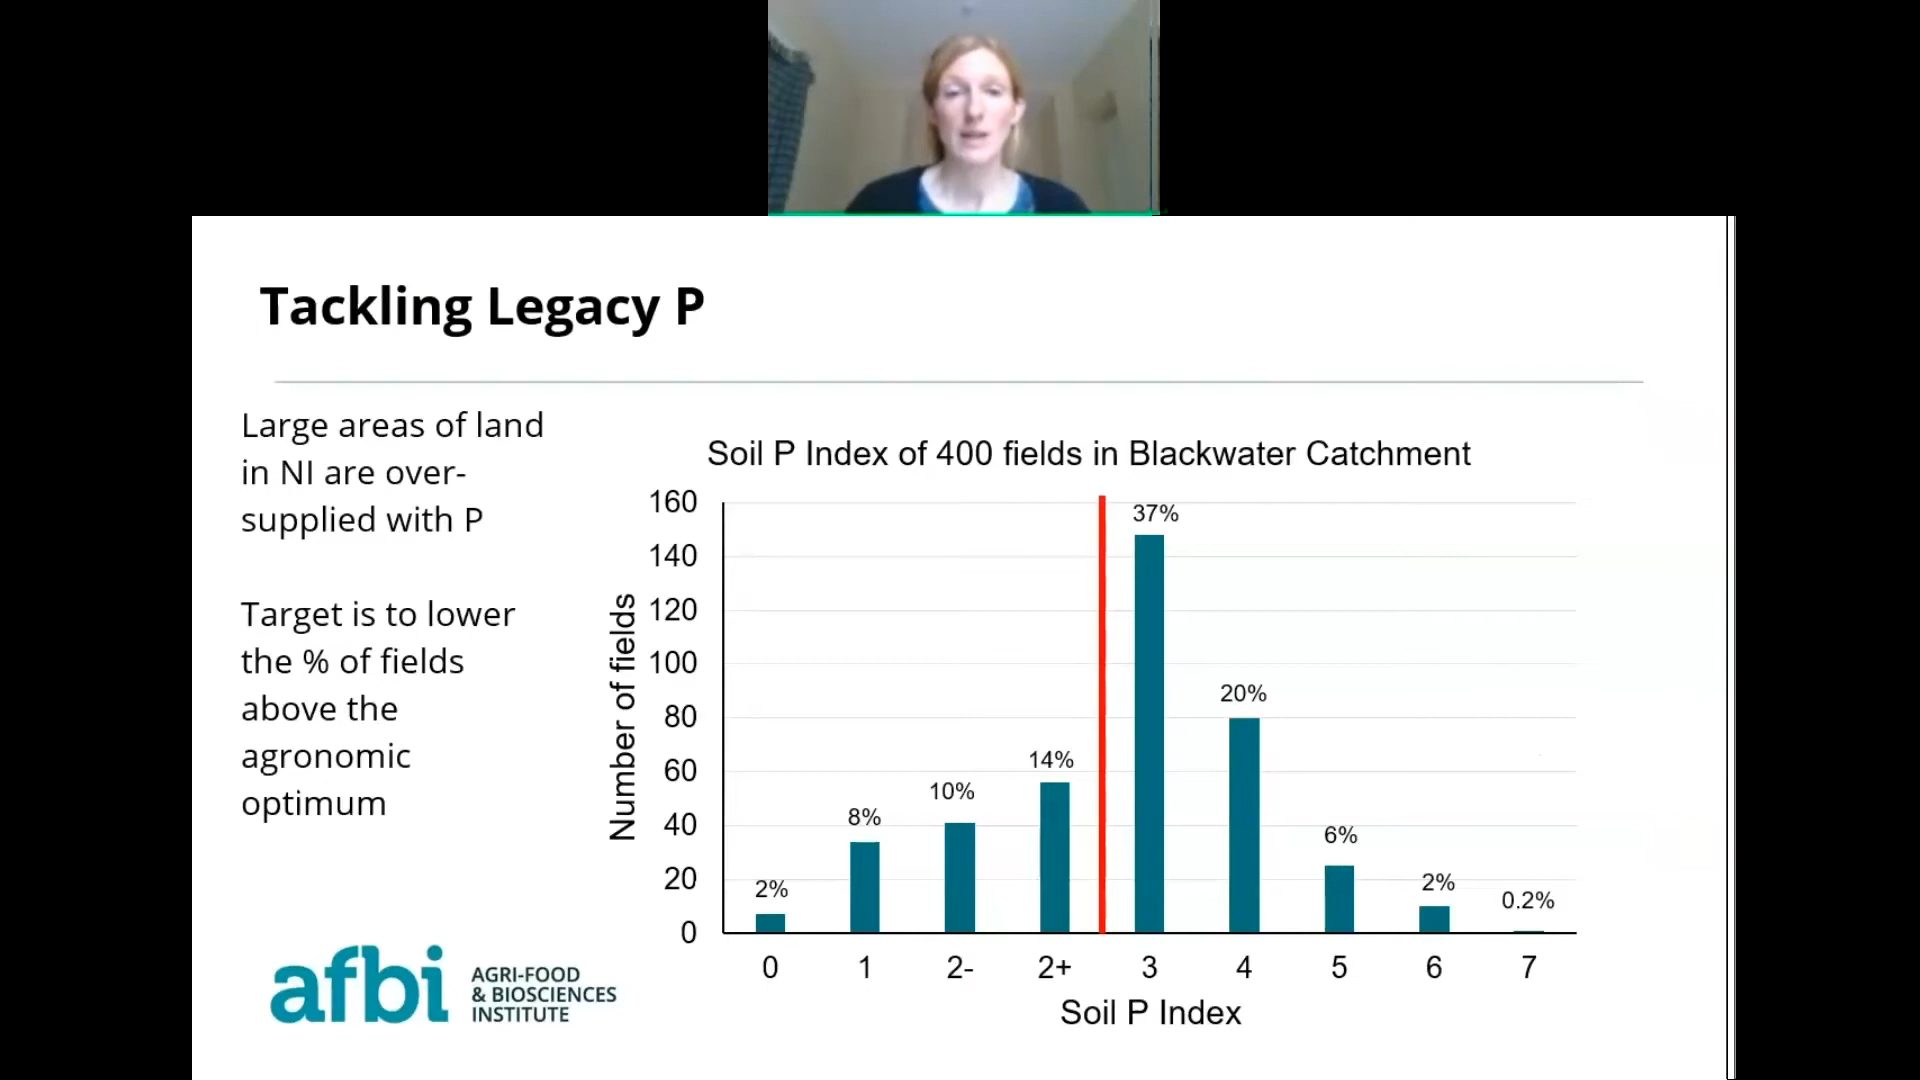 Tackling Legacy P
Large areas of land
in NI are over-
supplied with P
Target is to lower
the % of fields
above the
agronomic
optimum
Soil P Index of 400 fields in Blackwater Catchment
Number of fields
160
140
120
100
80
60
40
20
0
2%
8%
10%
14%
37%
20%
6%
2%
0.2%
0 1 2- 2+ 3 4 5 6 7
Soil P Index
afbi
AGRI-FOOD
& BIOSCIENCES
INSTITUTE